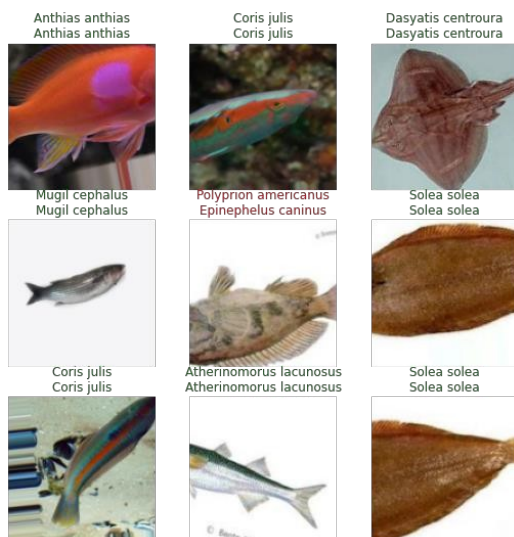 Anthias anthias
Anthias anthias
Coris julis
Coris julis
Dasyatis centroura
Dasyatis centroura
Mugil cephalus
Mugil cephalus
Polyprion americanus
Epinephelus caninus
Solea solea
Solea solea
Coris julis
Coris julis
Atherinomorus lacunosus
Atherinomorus lacunosus
Solea solea
Solea solea